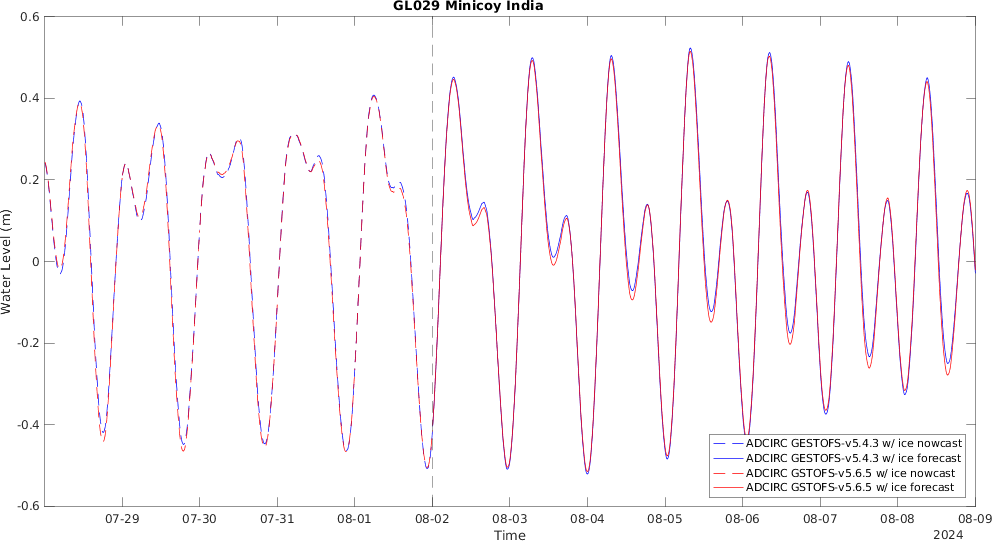 GL029 Minicoy India
0.6
0.4
0.2
0
-0.2
-0.4
-0.6
Water Level (m)
ADCIRC GESTOFS-v5.4.3 w/ ice nowcast
ADCIRC GESTOFS-v5.4.3 w/ ice forecast
ADCIRC GSTOFS-v5.6.5 w/ ice nowcast
ADCIRC GSTOFS-v5.6.5 w/ ice forecast
07-29 07-30 07-31 08-01 08-02 08-03 08-04 08-05 08-06 08-07 08-08 08-09
Time
2024